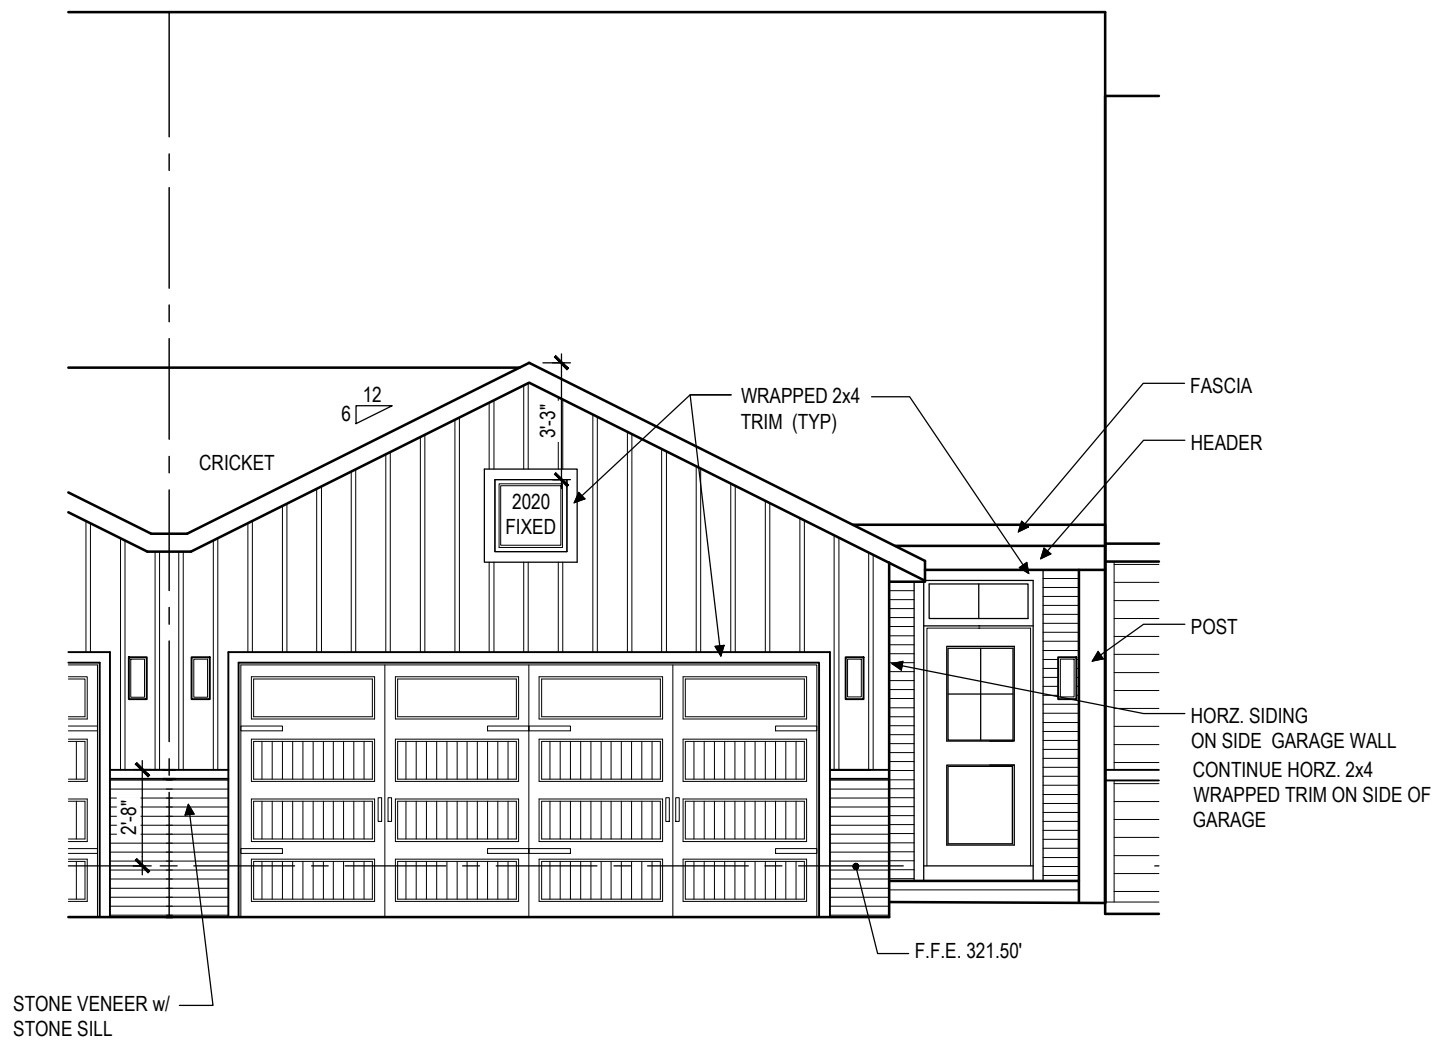 12
6
CRICKET
3'-3"
2020
FIXED
WRAPPED 2x4
TRIM (TYP)
FASCIA
HEADER
POST
HORZ. SIDING
ON SIDE GARAGE WALL
CONTINUE HORZ. 2x4
WRAPPED TRIM ON SIDE OF
GARAGE
2'-8"
F.F.E. 321.50'
STONE VENEER w/
STONE SILL